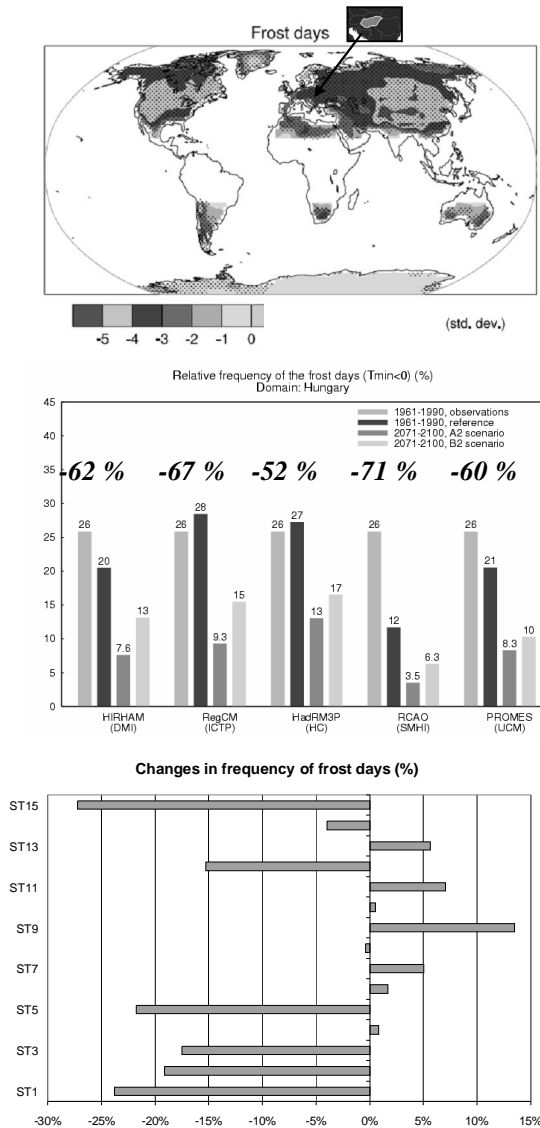 Frost days
-5 -4 -3 -2 -1 0
(std. dev.)
Relative frequency of the frost days (Tmin<0) (%)
Domain: Hungary
45
40
35
30
25
20
15
10
5
0
1961-1990, observations
1961-1990, reference
2071-2100, A2 scenario
2071-2100, B2 scenario
-62 % -67 % -52 % -71 % -60 %
26 20 7.6 13
26 28 9.3 15
26 27 13 17
26 12 3.5 6.3
26 21 8.3 10
HIRHAM RegCM HadRM3P RCAO PROMES
(DMI) (ICTP) (HC) (SMHI) (UCM)
Changes in frequency of frost days (%)
ST15
ST13
ST11
ST9
ST7
ST5
ST3
ST1
-30% -25% -20% -15% -10% -5% 0% 5% 10% 15%